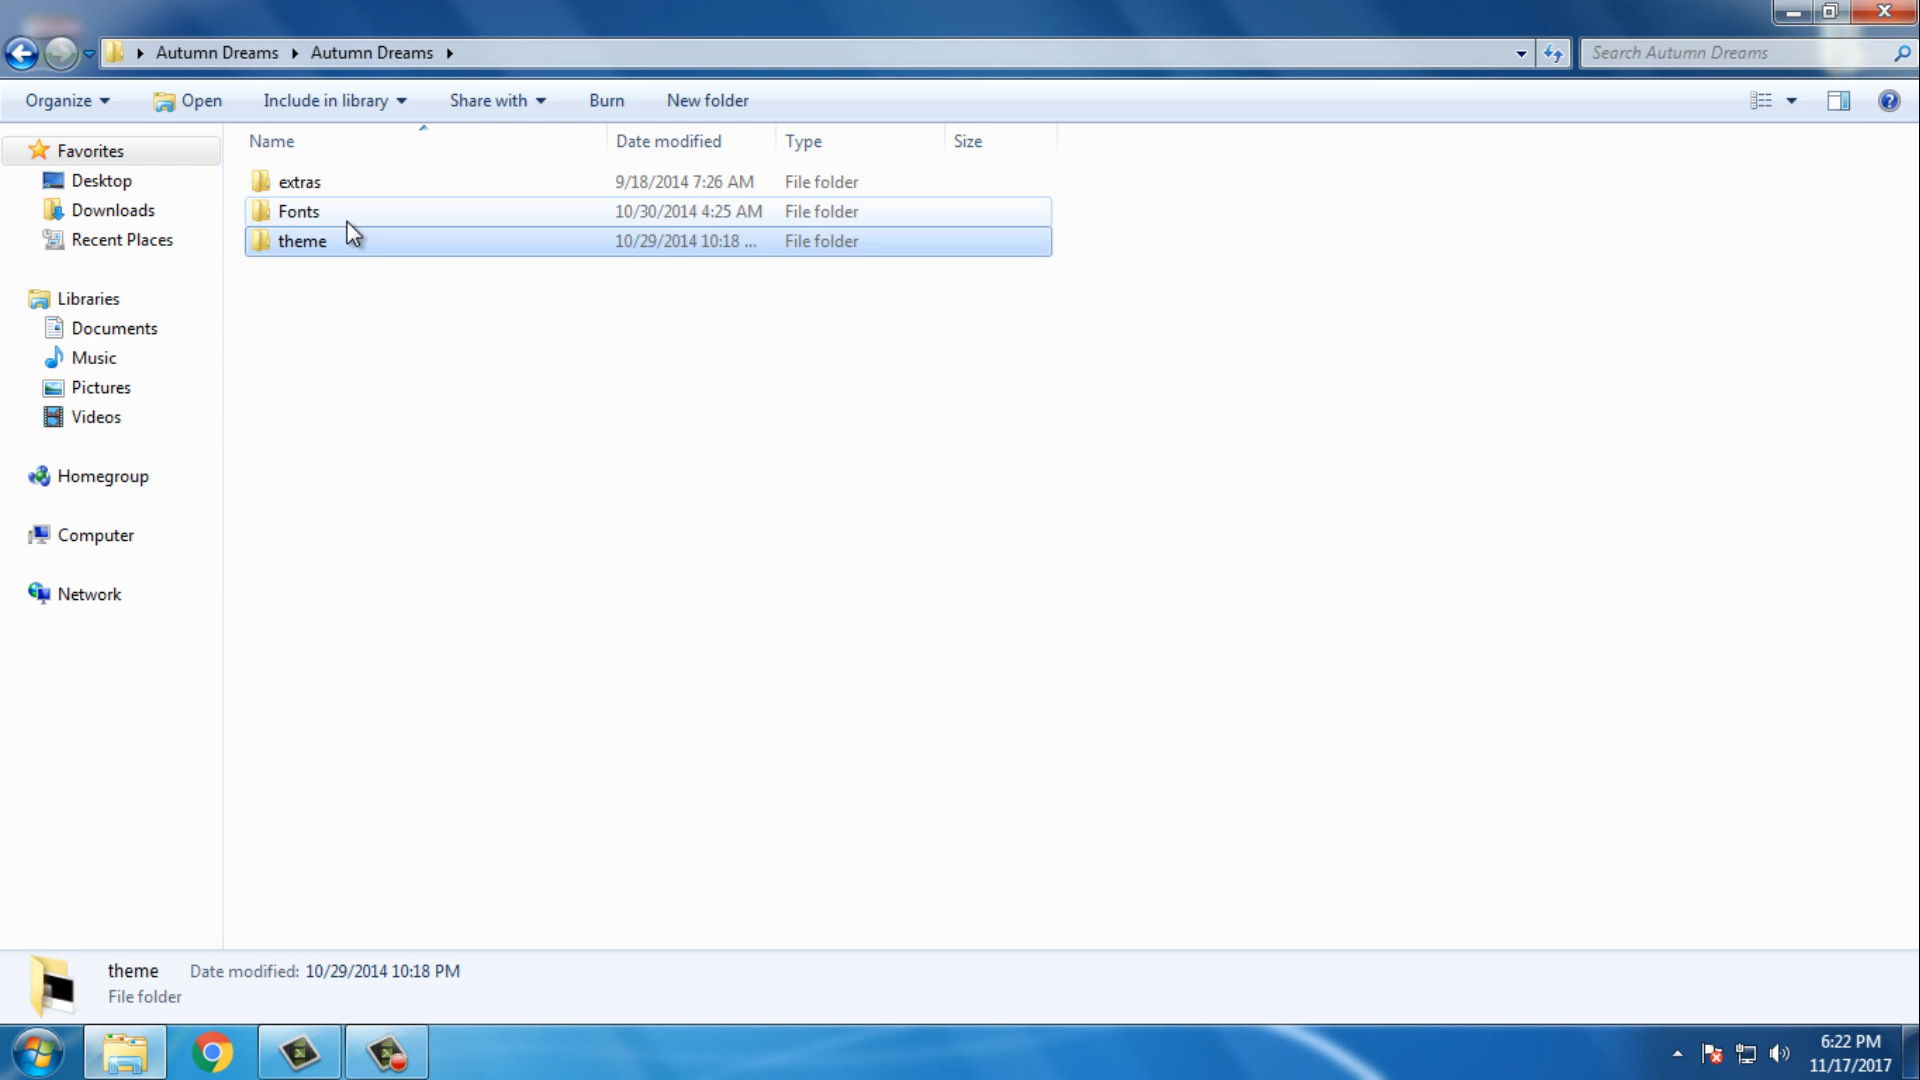 Autumn Dreams Autumn Dreams
Search Autumn Dreams
Organize Open Include in library Share with Burn New folder
Name Date modified Type Size
Favorites
Desktop
Downloads
Recent Places
Libraries
Documents
Music
Pictures
Videos
Homegroup
Computer
Network
extras 9/18/2014 7:26 AM File folder
Fonts 10/30/2014 4:25 AM File folder
theme 10/29/2014 10:18 ... File folder
theme Date modified: 10/29/2014 10:18 PM
File folder
6:22 PM
11/17/2017